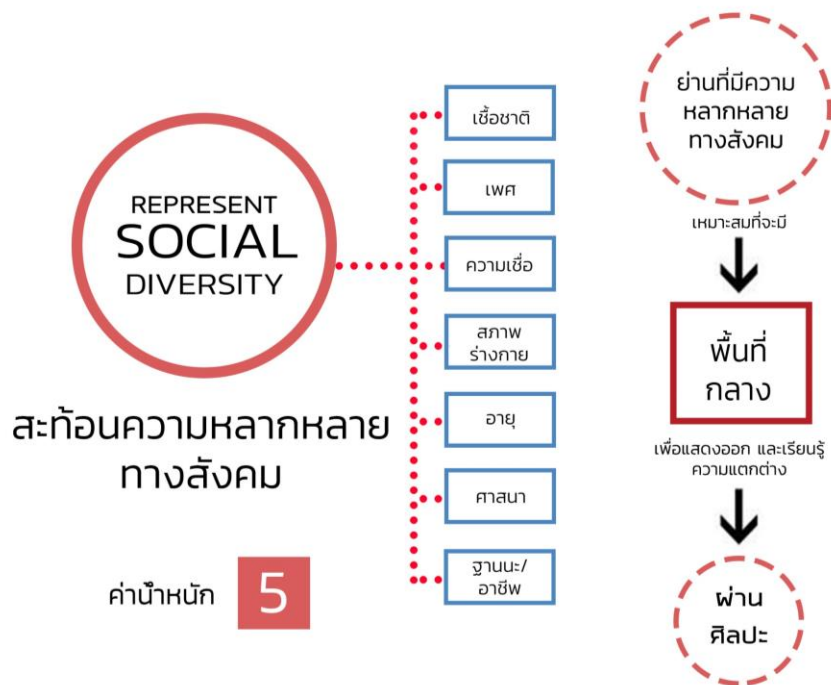 REPRESENT
SOCIAL
DIVERSITY
สะท้อนความหลากหลาย
ทางสังคม
ค่าน้ำหนัก
5
เชื้อชาติ
เพศ
ความเชื่อ
สภาพ
ร่างกาย
อายุ
ศาสนา
ฐานนะ/
อาชีพ
ย่านที่มีความ
หลากหลาย
ทางสังคม
เหมาะสมที่จะมี
พื้นที่
กลาง
เพื่อแสดงออก และเรียนรู้
ความแตกต่าง
ผ่าน
ศิลปะ